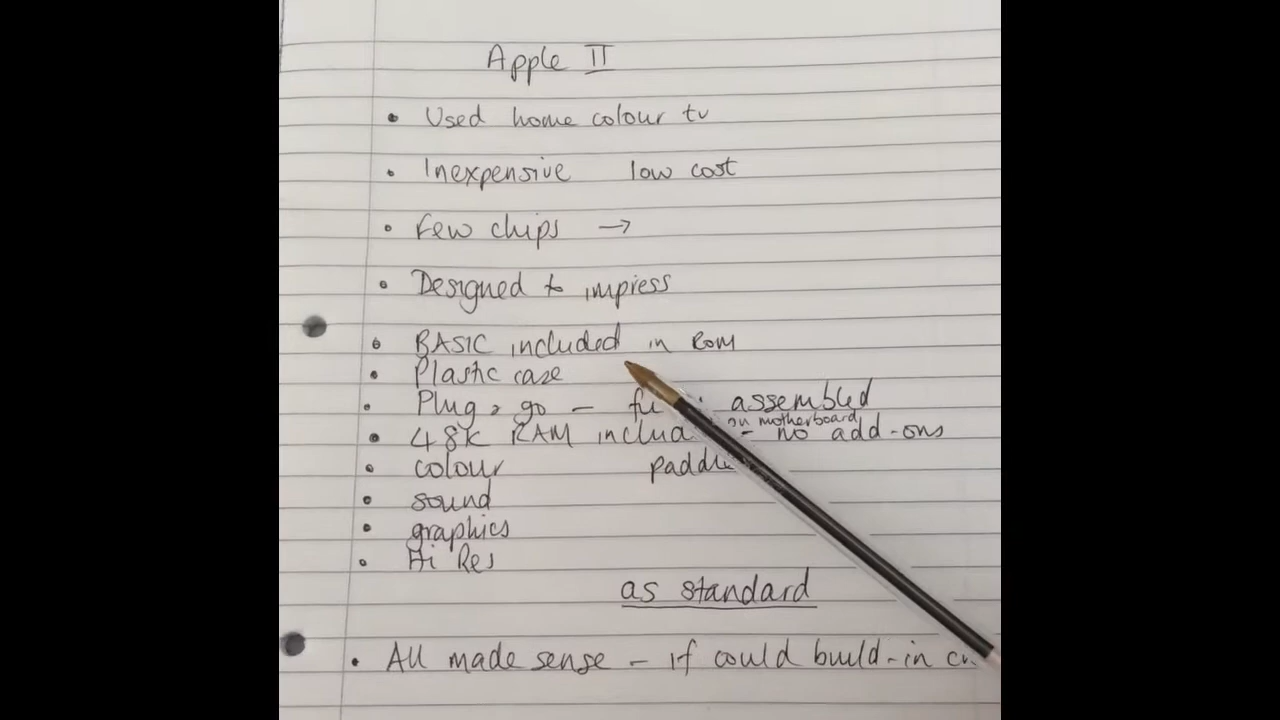 Apple II
• Used home colour tv
• Inexpensive low cost
• Few chips →
• Designed to impress
• BASIC included in ROM
• Plastic case
• Plug & go – assembled
on motherboard
• 48K RAM – no add-ons
• colour
• sound
• graphics
• Hi Res
as standard
• All made sense – if could build-in